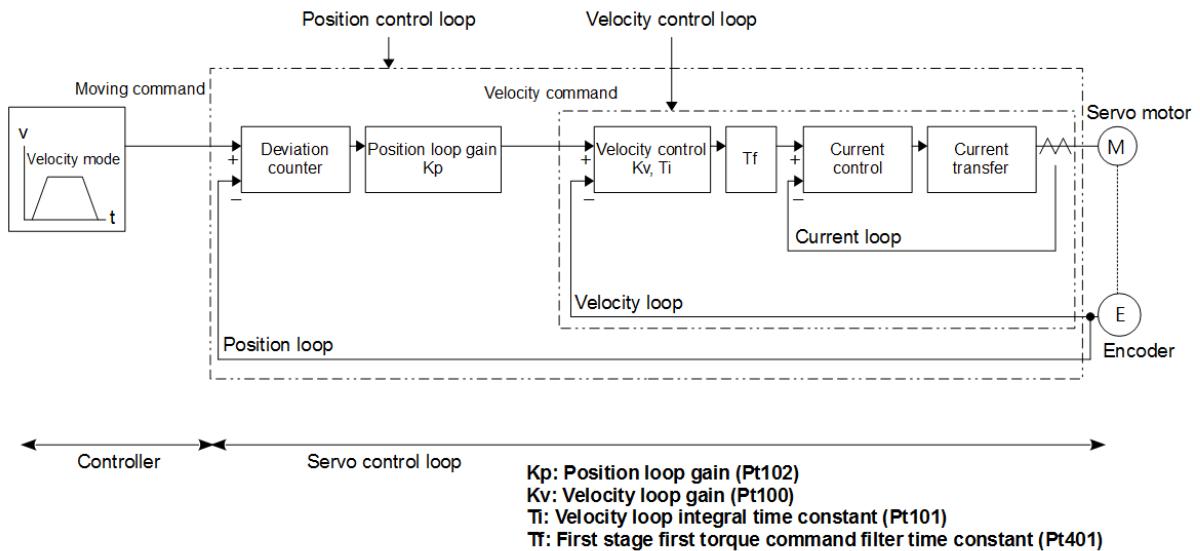 Position control loop
Velocity control loop
Moving command
Velocity command
Servo motor
v
Velocity mode
t
+
−
Deviation
counter
Position loop gain
Kp
+
−
Velocity control
Kv, Ti
Tf
+
−
Current
control
Current
transfer
M
Current loop
Velocity loop
E
Position loop
Encoder
Controller
Servo control loop
Kp: Position loop gain (Pt102)
Kv: Velocity loop gain (Pt100)
Ti: Velocity loop integral time constant (Pt101)
Tf: First stage first torque command filter time constant (Pt401)